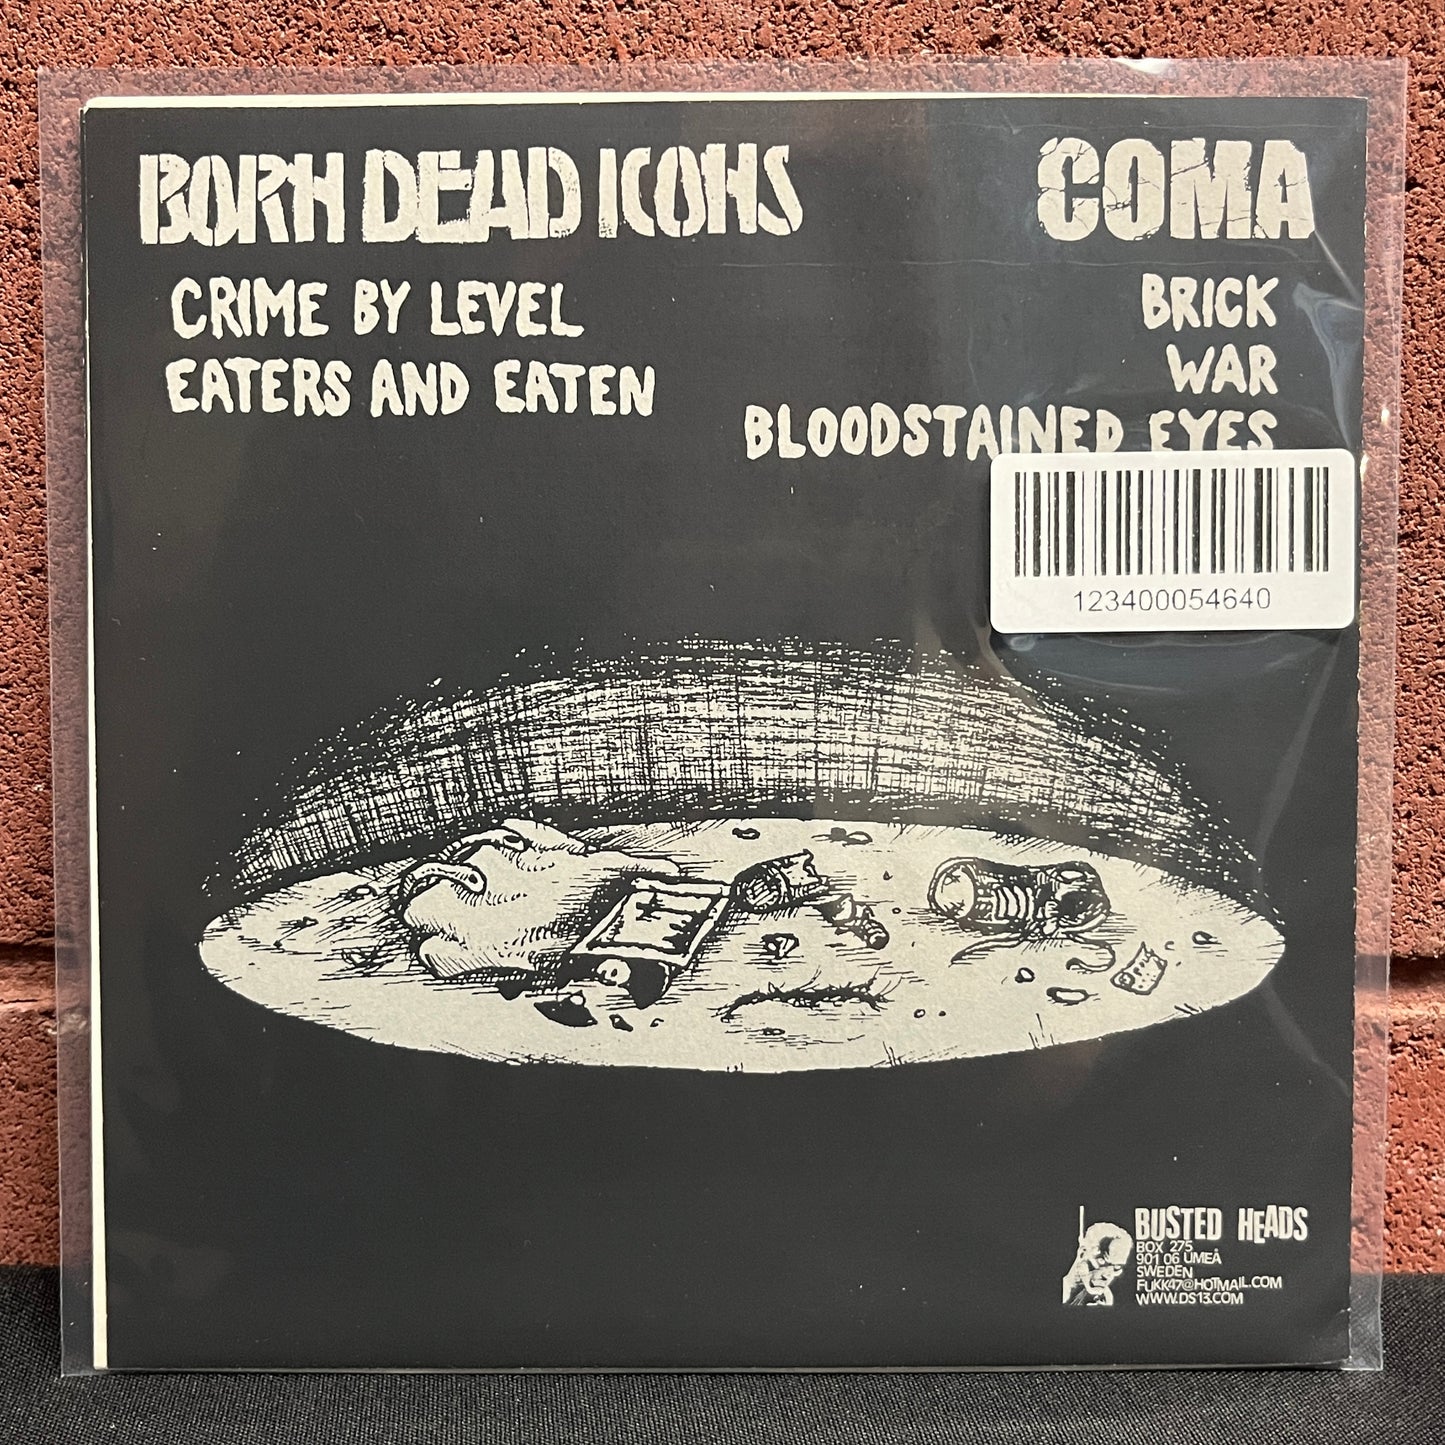 BORN DEAD ICONS
CRIME BY LEVEL
EATERS AND EATEN
COMA
BRICK
WAR
BLOODSTAINED EYES
123400054640
BUSTED HEADS
BOX 275
901 06 UMEÅ
SWEDEN
FUKK47@HOTMAIL.COM
WWW.DS13.COM